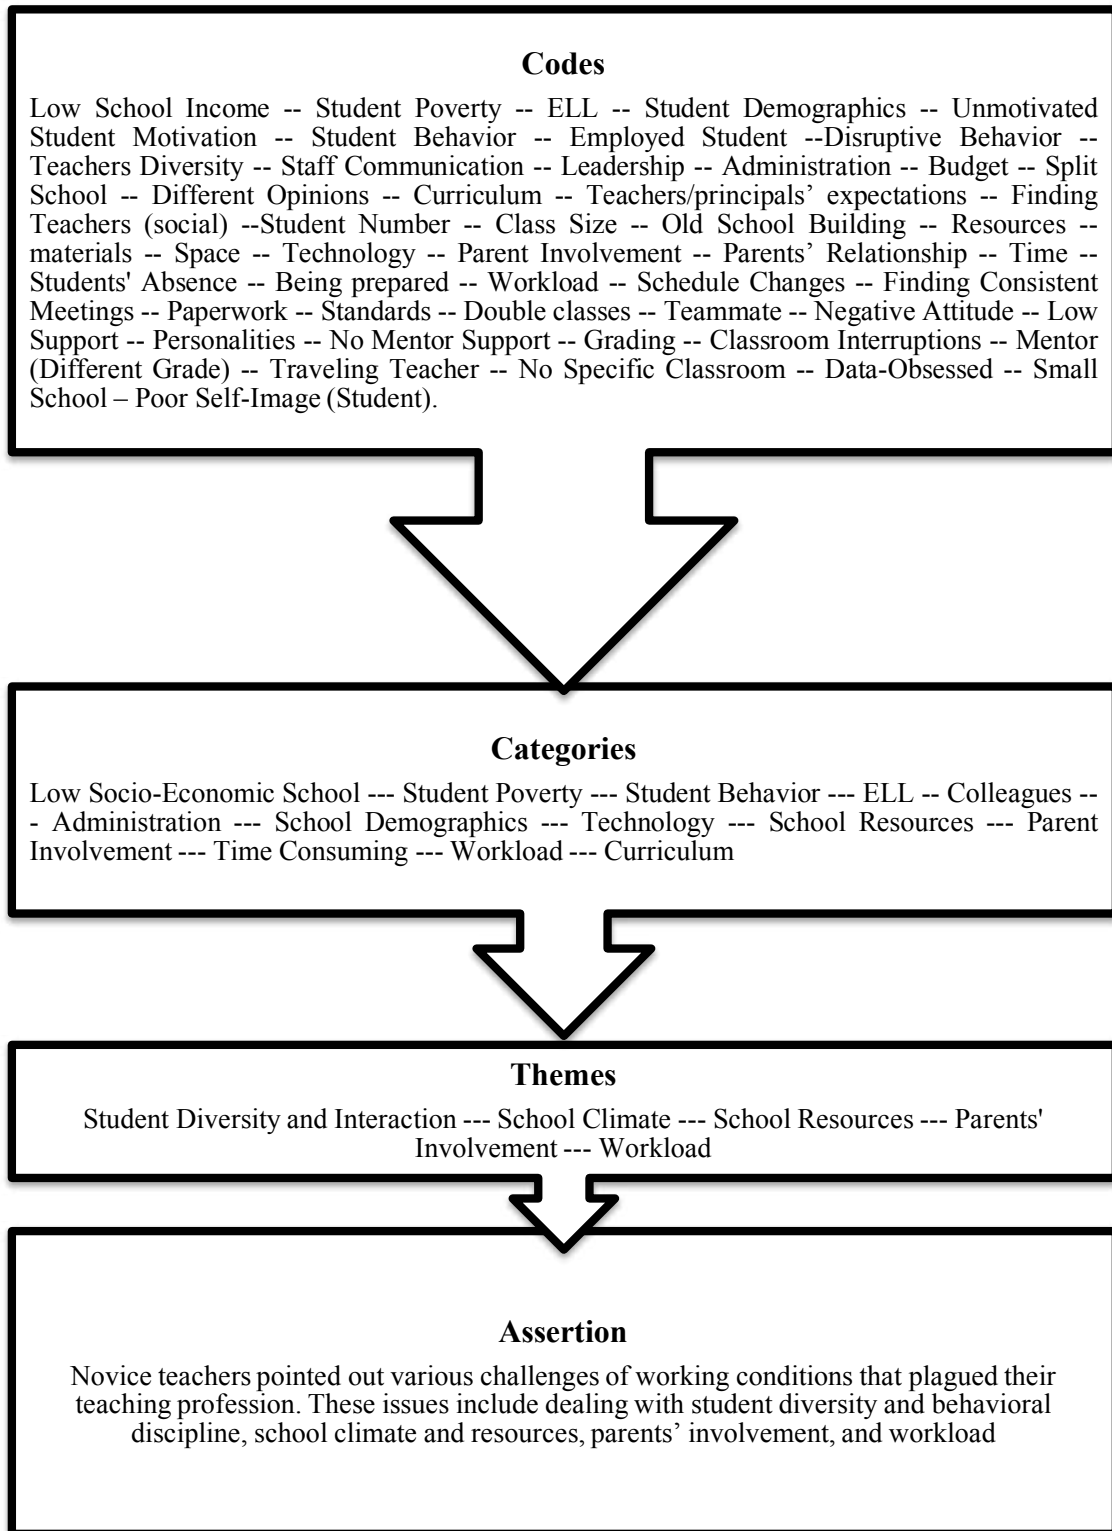 Codes
Low School Income -- Student Poverty -- ELL -- Student Demographics -- Unmotivated
Student Motivation -- Student Behavior -- Employed Student --Disruptive Behavior --
Teachers Diversity -- Staff Communication -- Leadership -- Administration -- Budget -- Split
School -- Different Opinions -- Curriculum -- Teachers/principals’ expectations -- Finding
Teachers (social) --Student Number -- Class Size -- Old School Building -- Resources --
materials -- Space -- Technology -- Parent Involvement -- Parents’ Relationship -- Time --
Students' Absence -- Being prepared -- Workload -- Schedule Changes -- Finding Consistent
Meetings -- Paperwork -- Standards -- Double classes -- Teammate -- Negative Attitude -- Low
Support -- Personalities -- No Mentor Support -- Grading -- Classroom Interruptions -- Mentor
(Different Grade) -- Traveling Teacher -- No Specific Classroom -- Data-Obsessed -- Small
School – Poor Self-Image (Student).
Categories
Low Socio-Economic School --- Student Poverty --- Student Behavior --- ELL -- Colleagues --
- Administration --- School Demographics --- Technology --- School Resources --- Parent
Involvement --- Time Consuming --- Workload --- Curriculum
Themes
Student Diversity and Interaction --- School Climate --- School Resources --- Parents'
Involvement --- Workload
Assertion
Novice teachers pointed out various challenges of working conditions that plagued their
teaching profession. These issues include dealing with student diversity and behavioral
discipline, school climate and resources, parents’ involvement, and workload